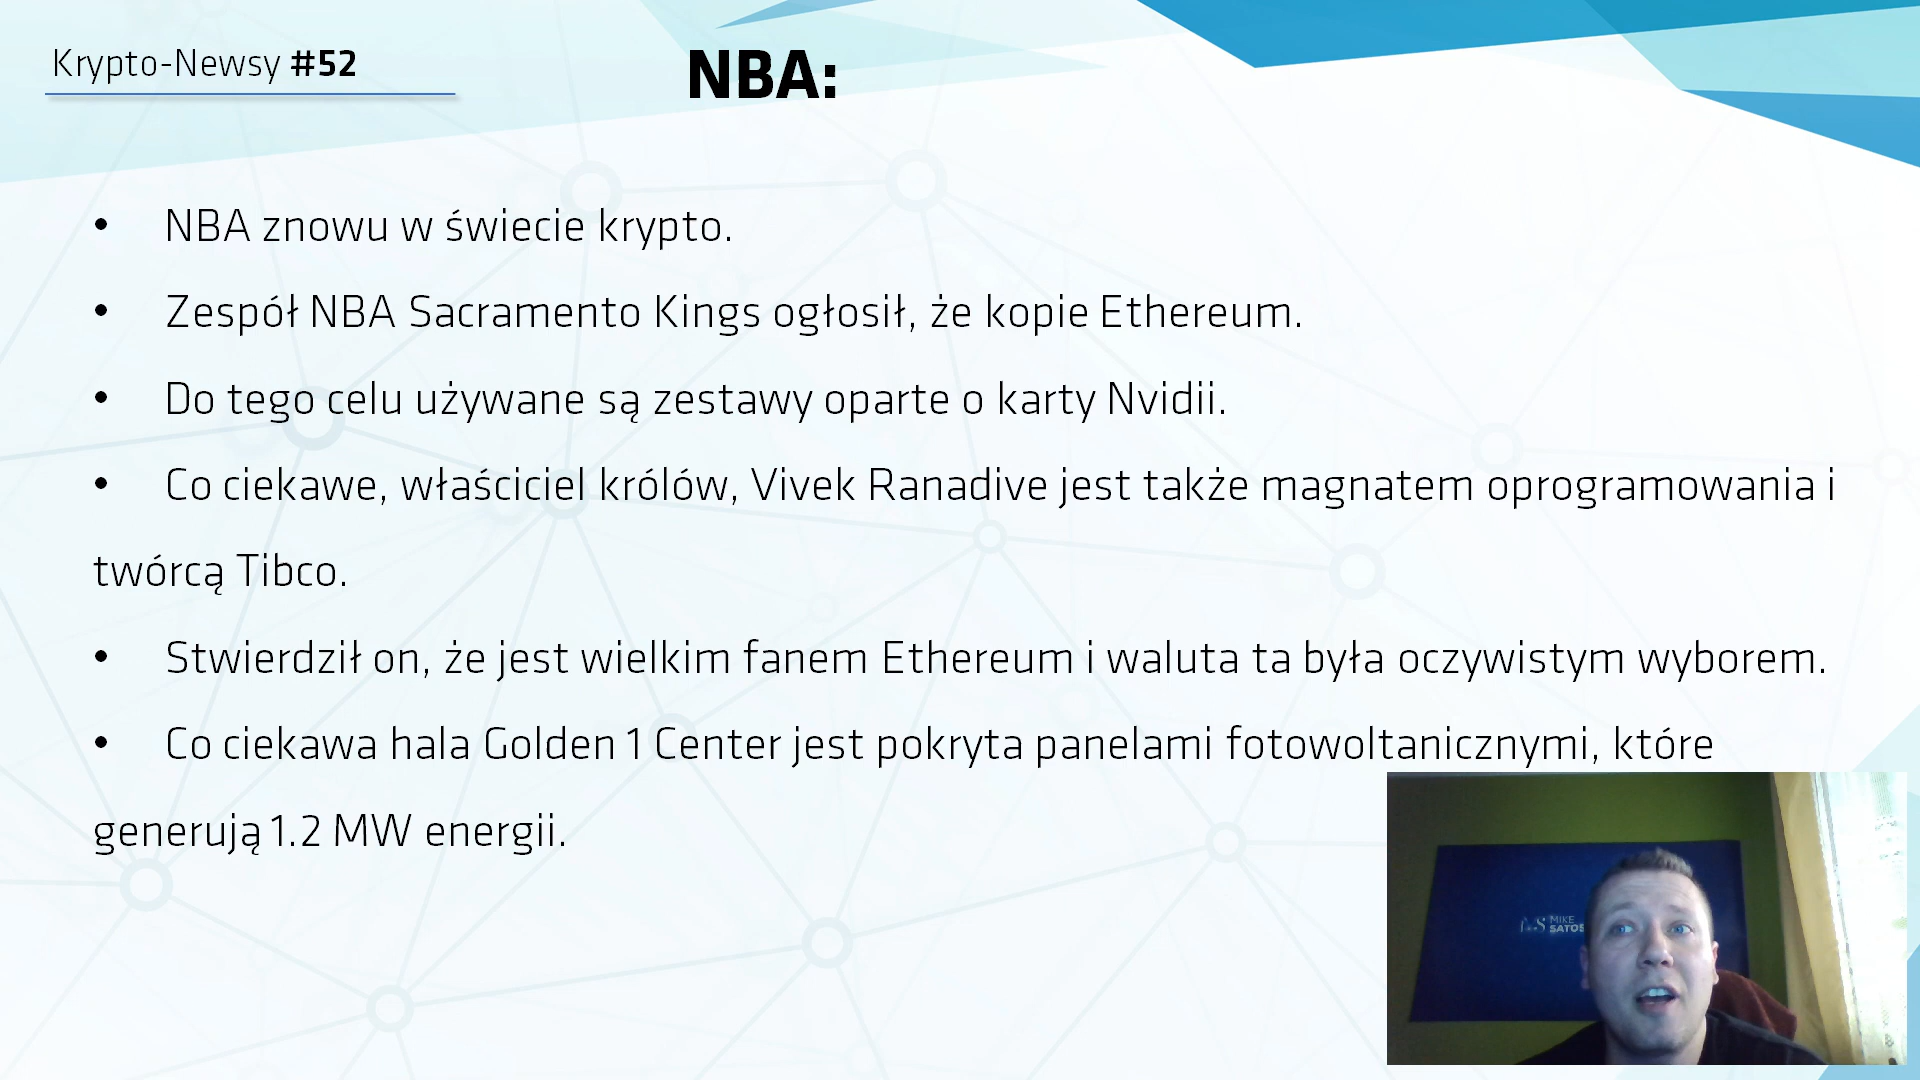 Krypto-Newsy #52
NBA:
• NBA znowu w świecie krypto.
• Zespół NBA Sacramento Kings ogłosił, że kopie Ethereum.
• Do tego celu używane są zestawy oparte o karty Nvidii.
• Co ciekawe, właściciel królów, Vivek Ranadive jest także magnatem oprogramowania i
twórcą Tibco.
• Stwierdził on, że jest wielkim fanem Ethereum i waluta ta była oczywistym wyborem.
• Co ciekawa hala Golden 1 Center jest pokryta panelami fotowoltanicznymi, które
generują 1.2 MW energii.
MS MIKE
SATOS